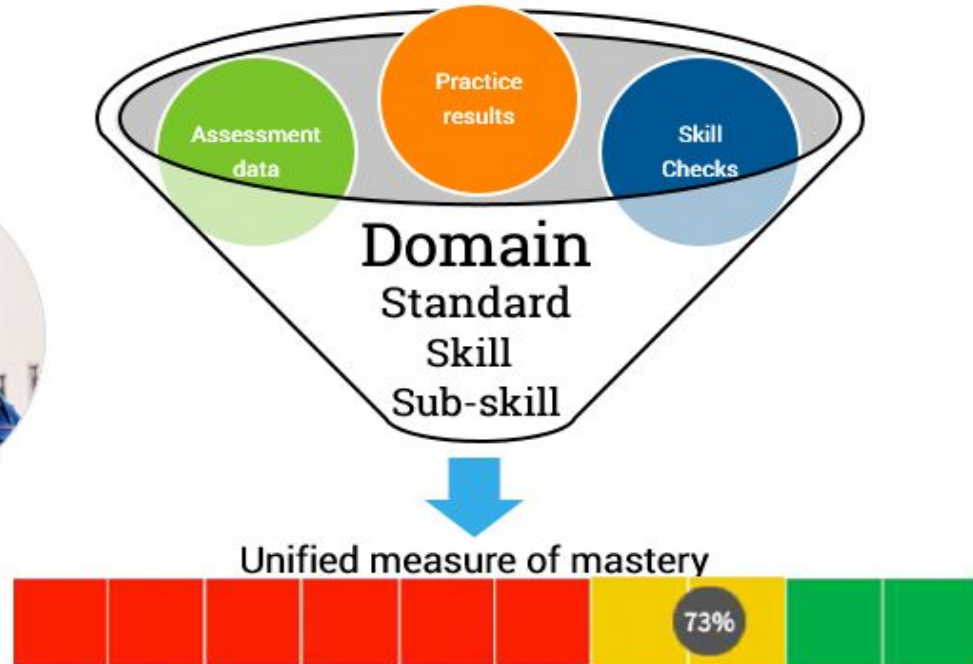 Practice
results
Assessment
data
Skill
Checks
Domain
Standard
Skill
Sub-skill
Unified measure of mastery
73%